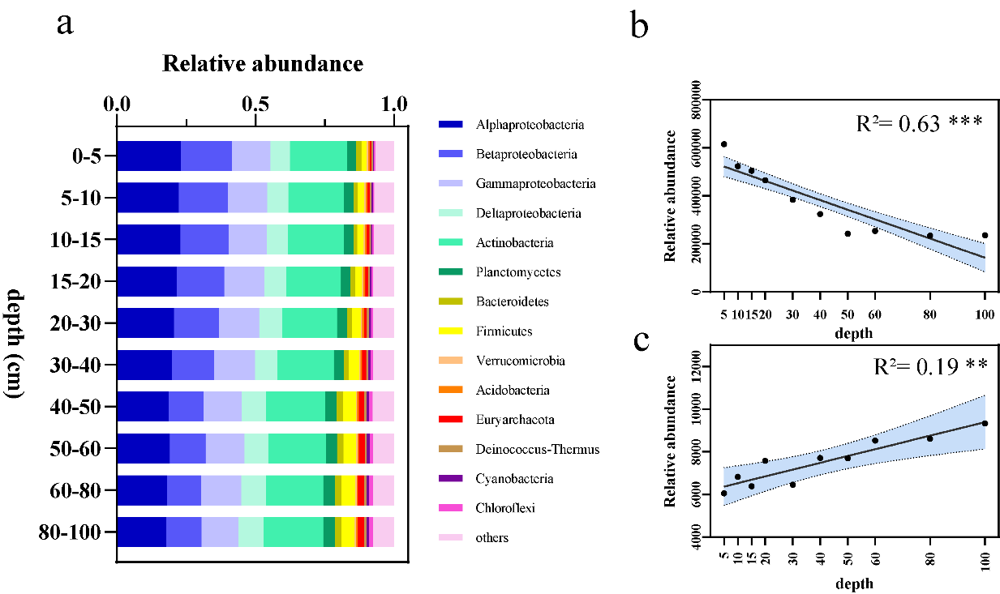 a
Relative abundance
0.0 0.5 1.0
depth (cm)
0-5
5-10
10-15
15-20
20-30
30-40
40-50
50-60
60-80
80-100
Alphaproteobacteria
Betaproteobacteria
Gammaproteobacteria
Deltaproteobacteria
Actinobacteria
Planctomycetes
Bacteroidetes
Firmicutes
Verrucomicrobia
Acidobacteria
Euryarchacota
Deinococcus-Thermus
Cyanobacteria
Chloroflexi
others
b
R²= 0.63 ***
Relative abundance
800000
600000
400000
200000
0
5 10 15 20 30 40 50 60 80 100
depth
c
R²= 0.19 **
Relative abundance
12000
10000
8000
6000
4000
5 10 15 20 30 40 50 60 80 100
depth